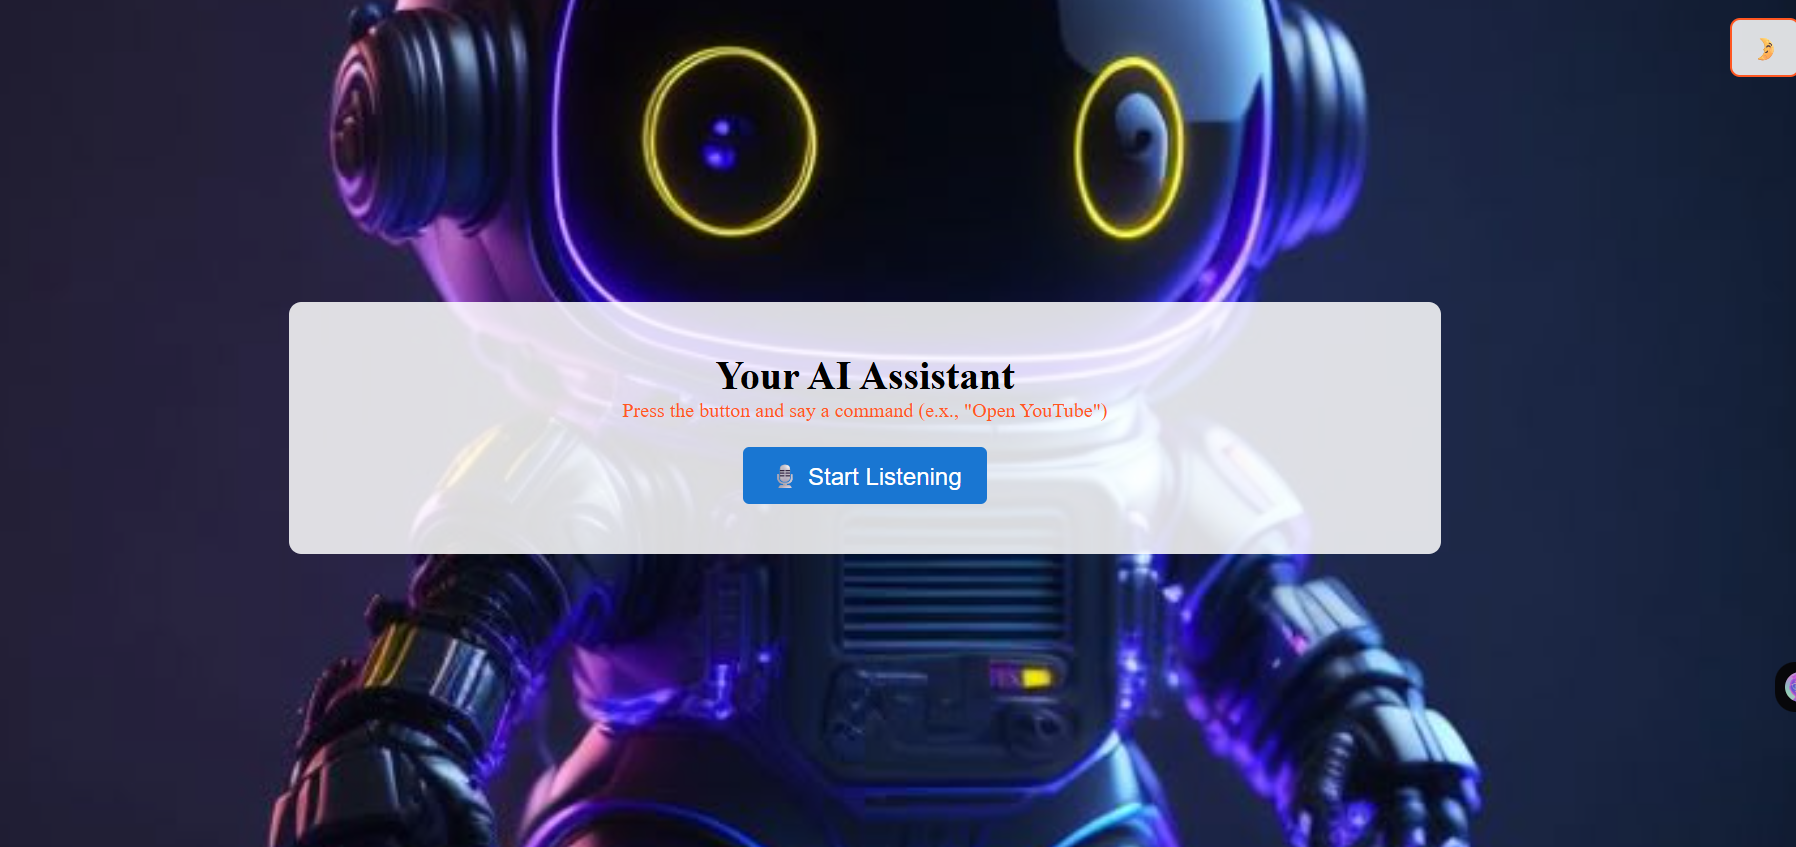 Your AI Assistant
Press the button and say a command (e.x., "Open YouTube")
Start Listening